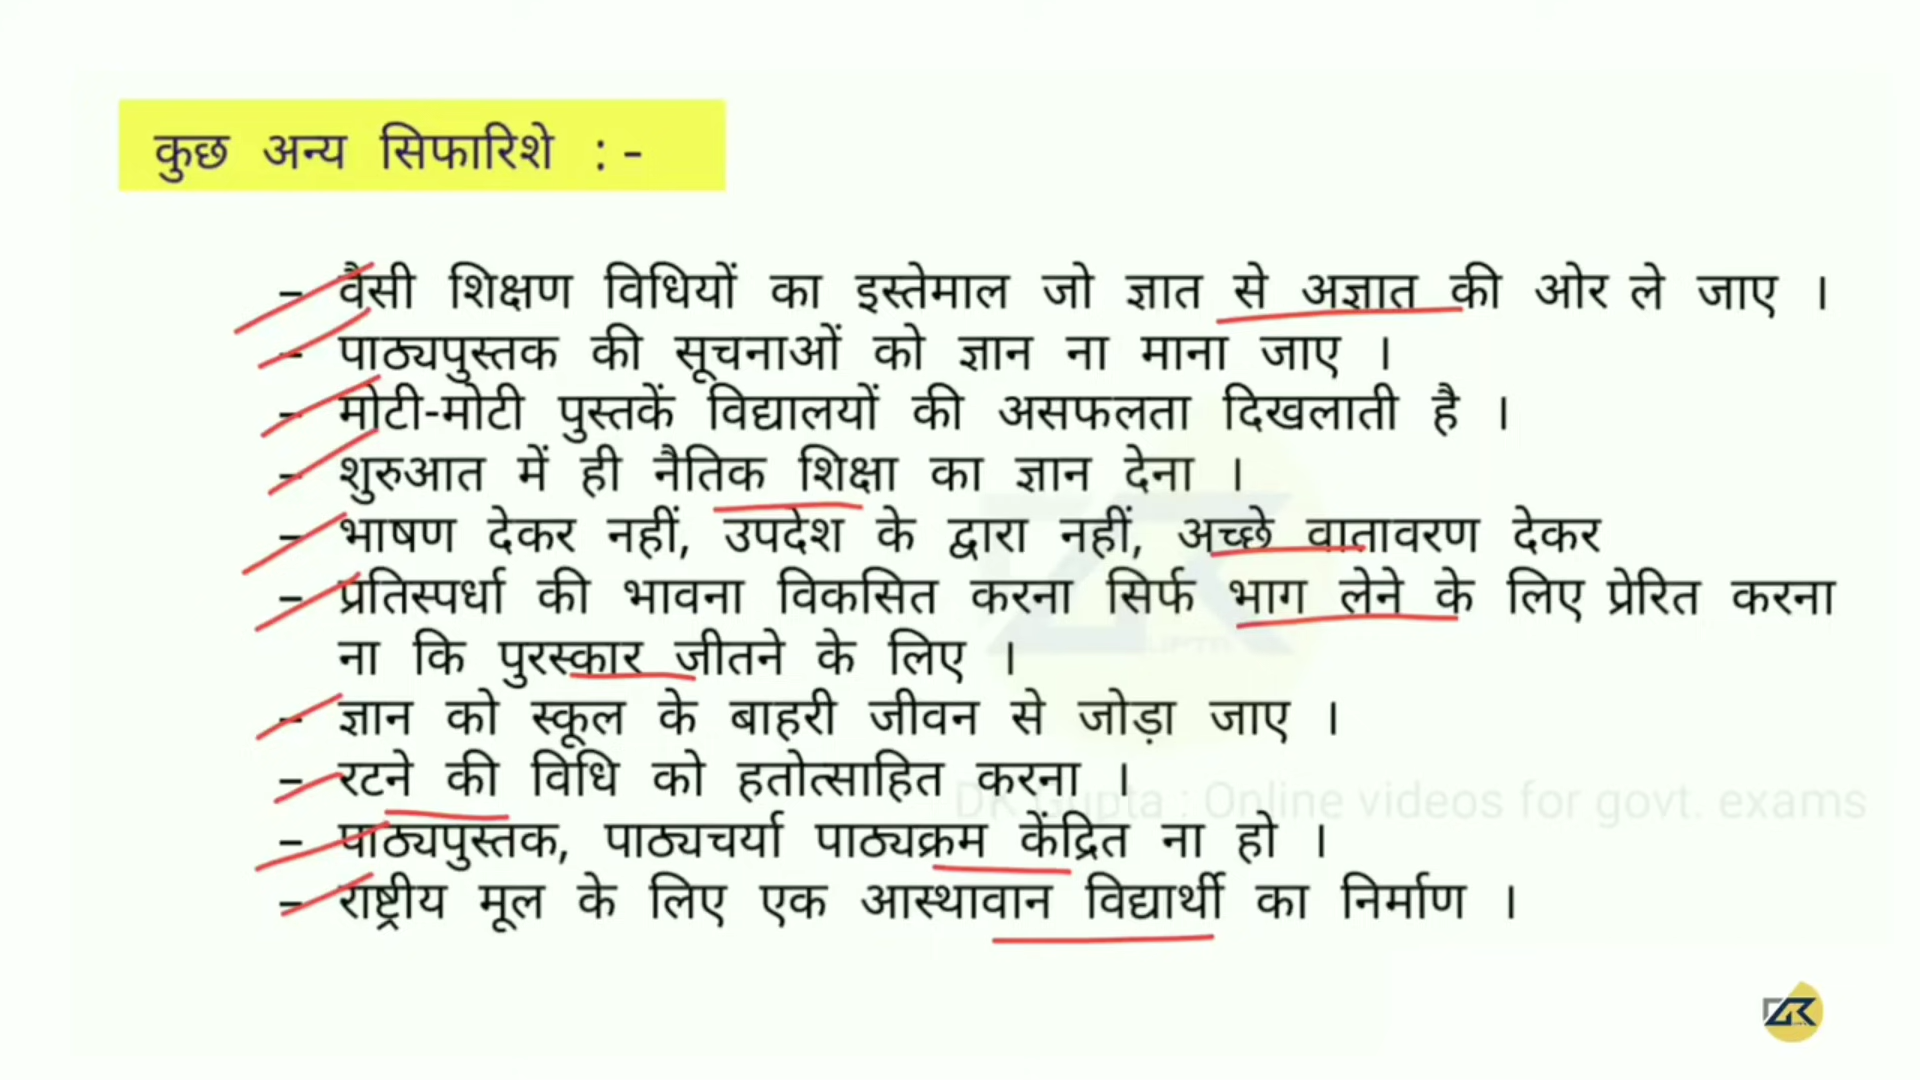 कुछ अन्य सिफारिशे :-
– वैसी शिक्षण विधियों का इस्तेमाल जो ज्ञात से अज्ञात की ओर ले जाए ।
– पाठ्यपुस्तक की सूचनाओं को ज्ञान ना माना जाए ।
– मोटी-मोटी पुस्तकें विद्यालयों की असफलता दिखलाती है ।
– शुरुआत में ही नैतिक शिक्षा का ज्ञान देना ।
– भाषण देकर नहीं, उपदेश के द्वारा नहीं, अच्छे वातावरण देकर
– प्रतिस्पर्धा की भावना विकसित करना सिर्फ भाग लेने के लिए प्रेरित करना
ना कि पुरस्कार जीतने के लिए ।
– ज्ञान को स्कूल के बाहरी जीवन से जोड़ा जाए ।
– रटने की विधि को हतोत्साहित करना ।
DK Gupta : Online videos for govt. exams
– पाठ्यपुस्तक, पाठ्यचर्या पाठ्यक्रम केंद्रित ना हो ।
– राष्ट्रीय मूल के लिए एक आस्थावान विद्यार्थी का निर्माण ।